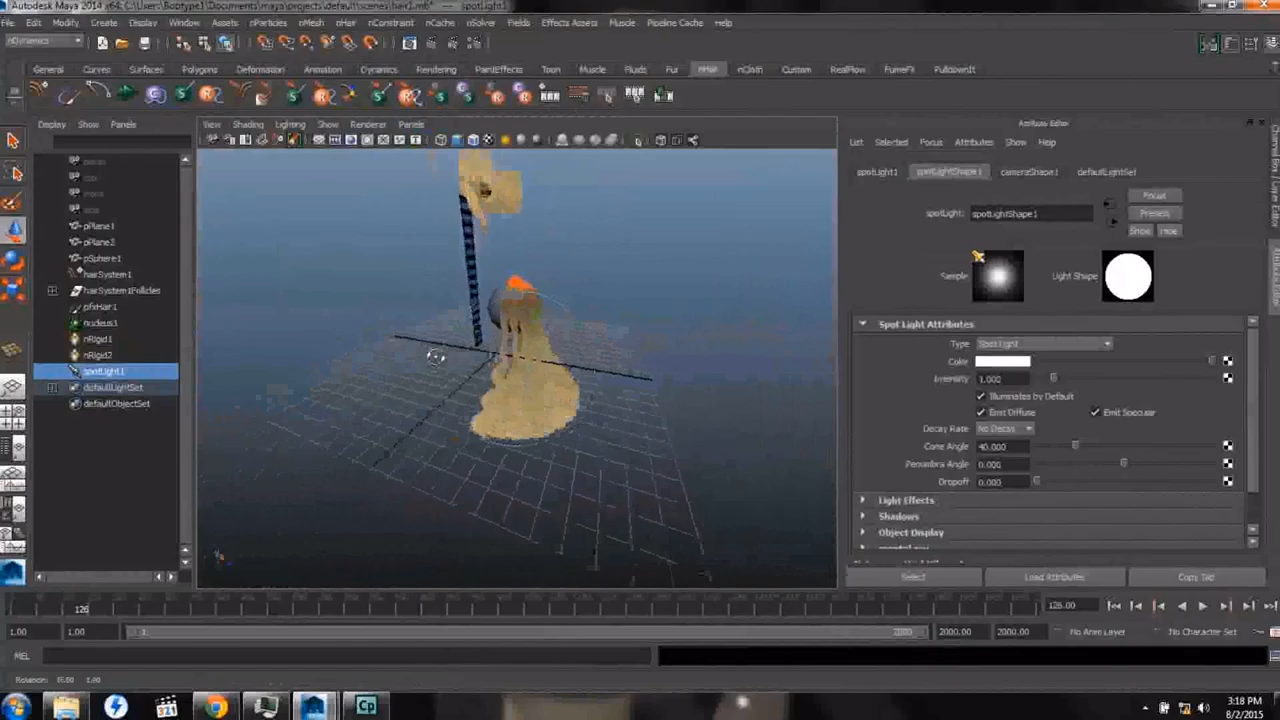 Autodesk Maya 2014 x64: C:\Users\Bobtype1\Documents\maya\projects\default\scenes\hair1.mb* --- spotLight1
File Edit Modify Create Display Window Assets nParticles nMesh nHair nConstraint nCache nSolver Fields Effects Assets Muscle Pipeline Cache Help
nDynamics
General Curves Surfaces Polygons Deformation Animation Dynamics Rendering PaintEffects Toon Muscle Fluids Fur nHair nCloth Custom RealFlow FumeFX PulldownIt
Display Show Panels
View Shading Lighting Show Renderer Panels
Attribute Editor
List Selected Focus Attributes Show Help
persp
top
side
pPlane1
pPlane2
pSphere1
hairSystem1
hairSystem1Follicles
pfxHair1
nucleus1
nRigid1
nRigid2
spotLight1
defaultLightSet
defaultObjectSet
spotLight1 spotLightShape1 cameraShape1 defaultLightSet
spotLight: spotLightShape1
Focus
Presets
Show Hide
Sample Light Shape
Spot Light Attributes
Type Spot Light
Color
Intensity 1.000
Illuminates by Default
Emit Diffuse Emit Specular
Decay Rate No Decay
Cone Angle 40.000
Penumbra Angle 0.000
Dropoff 0.000
Light Effects
Shadows
Object Display
mental ray
Select Load Attributes Copy Tab
126 126.00
1.00 1.00 1 2000 2000.00 2000.00 No Anim Layer No Character Set
MEL
Cp
3:18 PM
8/2/2015